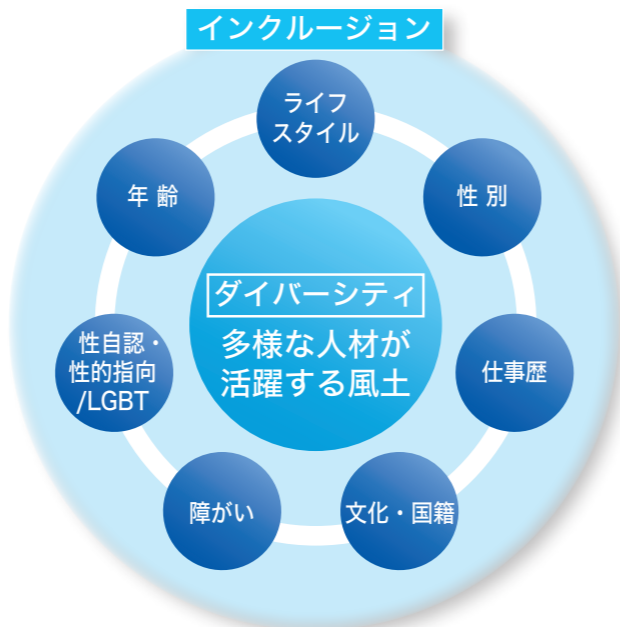 インクルージョン
ライフ
スタイル
年 齢
性 別
ダイバーシティ
多様な人材が
活躍する風土
性自認・
性的指向
/LGBT
仕事歴
障がい
文化・国籍